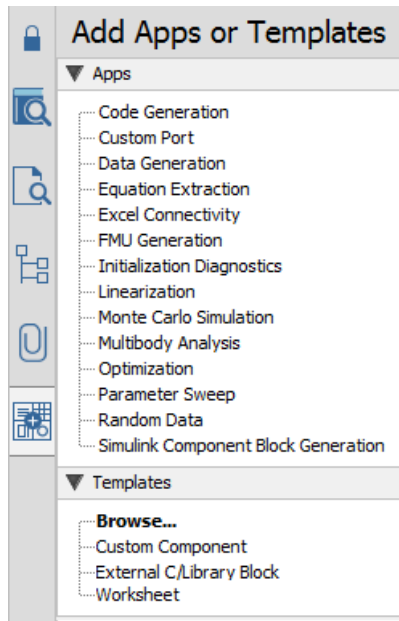 Add Apps or Templates
Apps
Code Generation
Custom Port
Data Generation
Equation Extraction
Excel Connectivity
FMU Generation
Initialization Diagnostics
Linearization
Monte Carlo Simulation
Multibody Analysis
Optimization
Parameter Sweep
Random Data
Simulink Component Block Generation
Templates
Browse...
Custom Component
External C/Library Block
Worksheet